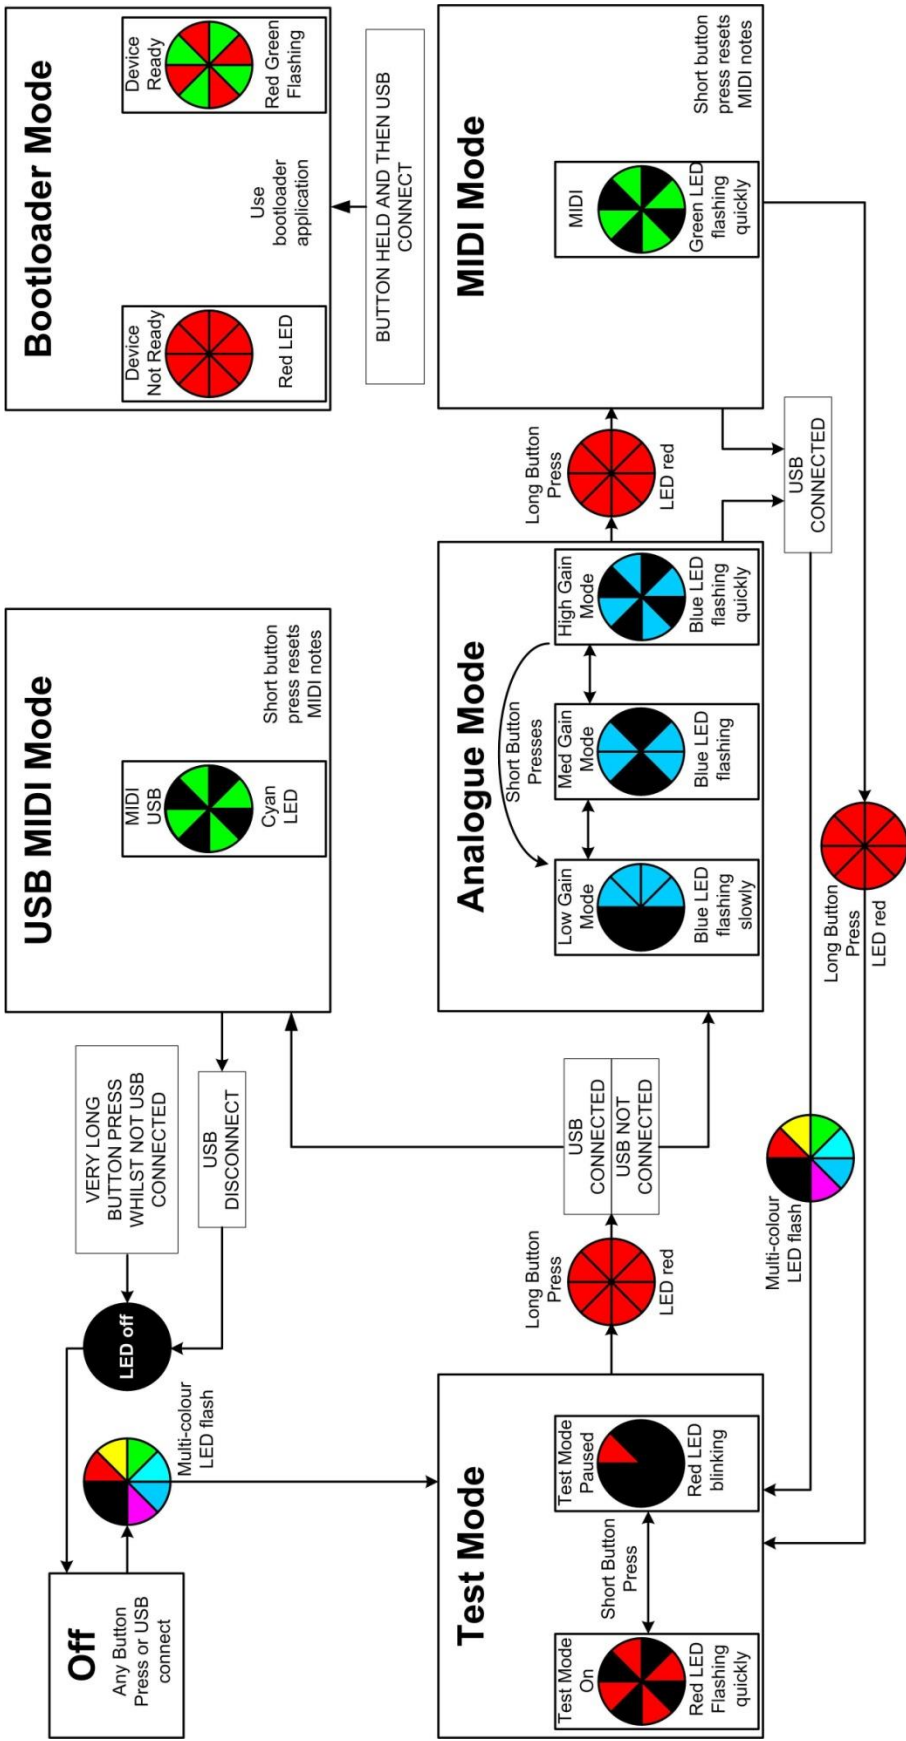 Off
Any Button
Press or USB
connect
Multi-colour
LED flash
LED off
VERY LONG
BUTTON PRESS
WHILST NOT USB
CONNECTED
USB
DISCONNECT
USB MIDI Mode
MIDI
USB
Cyan
LED
Short button
press resets
MIDI notes
Bootloader Mode
Device
Not Ready
Red LED
Use
bootloader
application
Device
Ready
Red Green
Flashing
BUTTON HELD AND THEN USB
CONNECT
Test Mode
Test Mode
On
Red LED
Flashing
quickly
Short Button
Press
Test Mode
Paused
Red LED
blinking
Long Button
Press
LED red
USB
CONNECTED
USB NOT
CONNECTED
Analogue Mode
Short Button
Presses
Low Gain
Mode
Blue LED
flashing
slowly
Med Gain
Mode
Blue LED
flashing
High Gain
Mode
Blue LED
flashing
quickly
Long Button
Press
LED red
MIDI Mode
MIDI
Green LED
flashing
quickly
Short button
press resets
MIDI notes
USB
CONNECTED
Multi-colour
LED flash
Long Button
Press
LED red